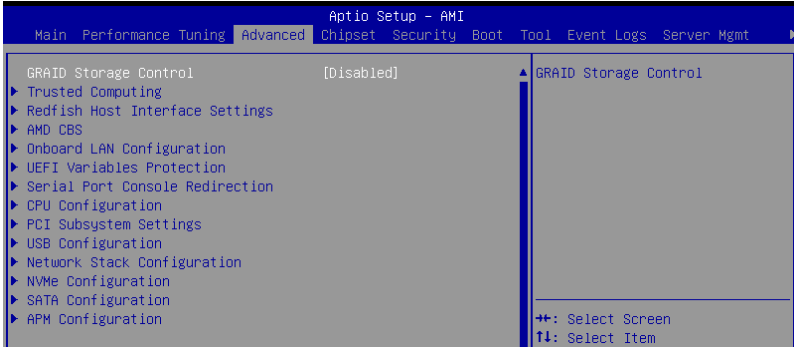 Aptio Setup – AMI
Main Performance Tuning Advanced Chipset Security Boot Tool Event Logs Server Mgmt
GRAID Storage Control [Disabled]
Trusted Computing
Redfish Host Interface Settings
AMD CBS
Onboard LAN Configuration
UEFI Variables Protection
Serial Port Console Redirection
CPU Configuration
PCI Subsystem Settings
USB Configuration
Network Stack Configuration
NVMe Configuration
SATA Configuration
APM Configuration
GRAID Storage Control
→←: Select Screen
↑↓: Select Item